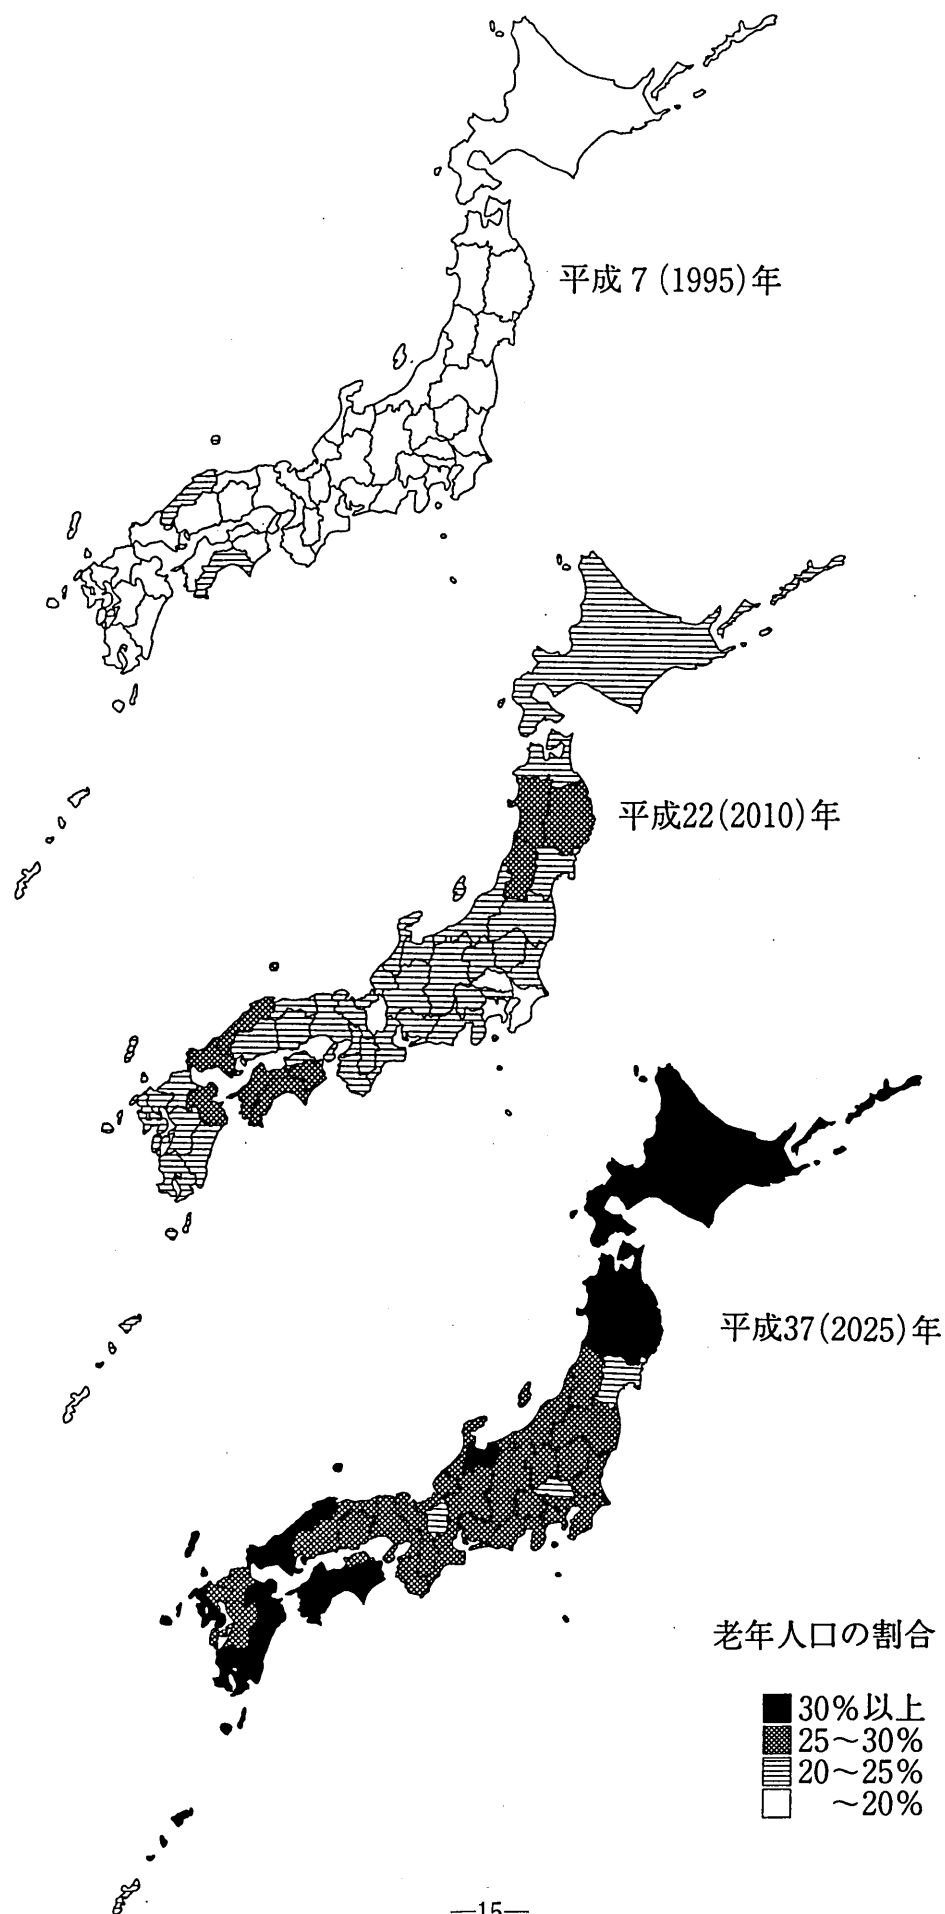 平成7(1995)年
平成22(2010)年
平成37(2025)年
老年人口の割合
30%以上
25～30%
20～25%
～20%
—15—